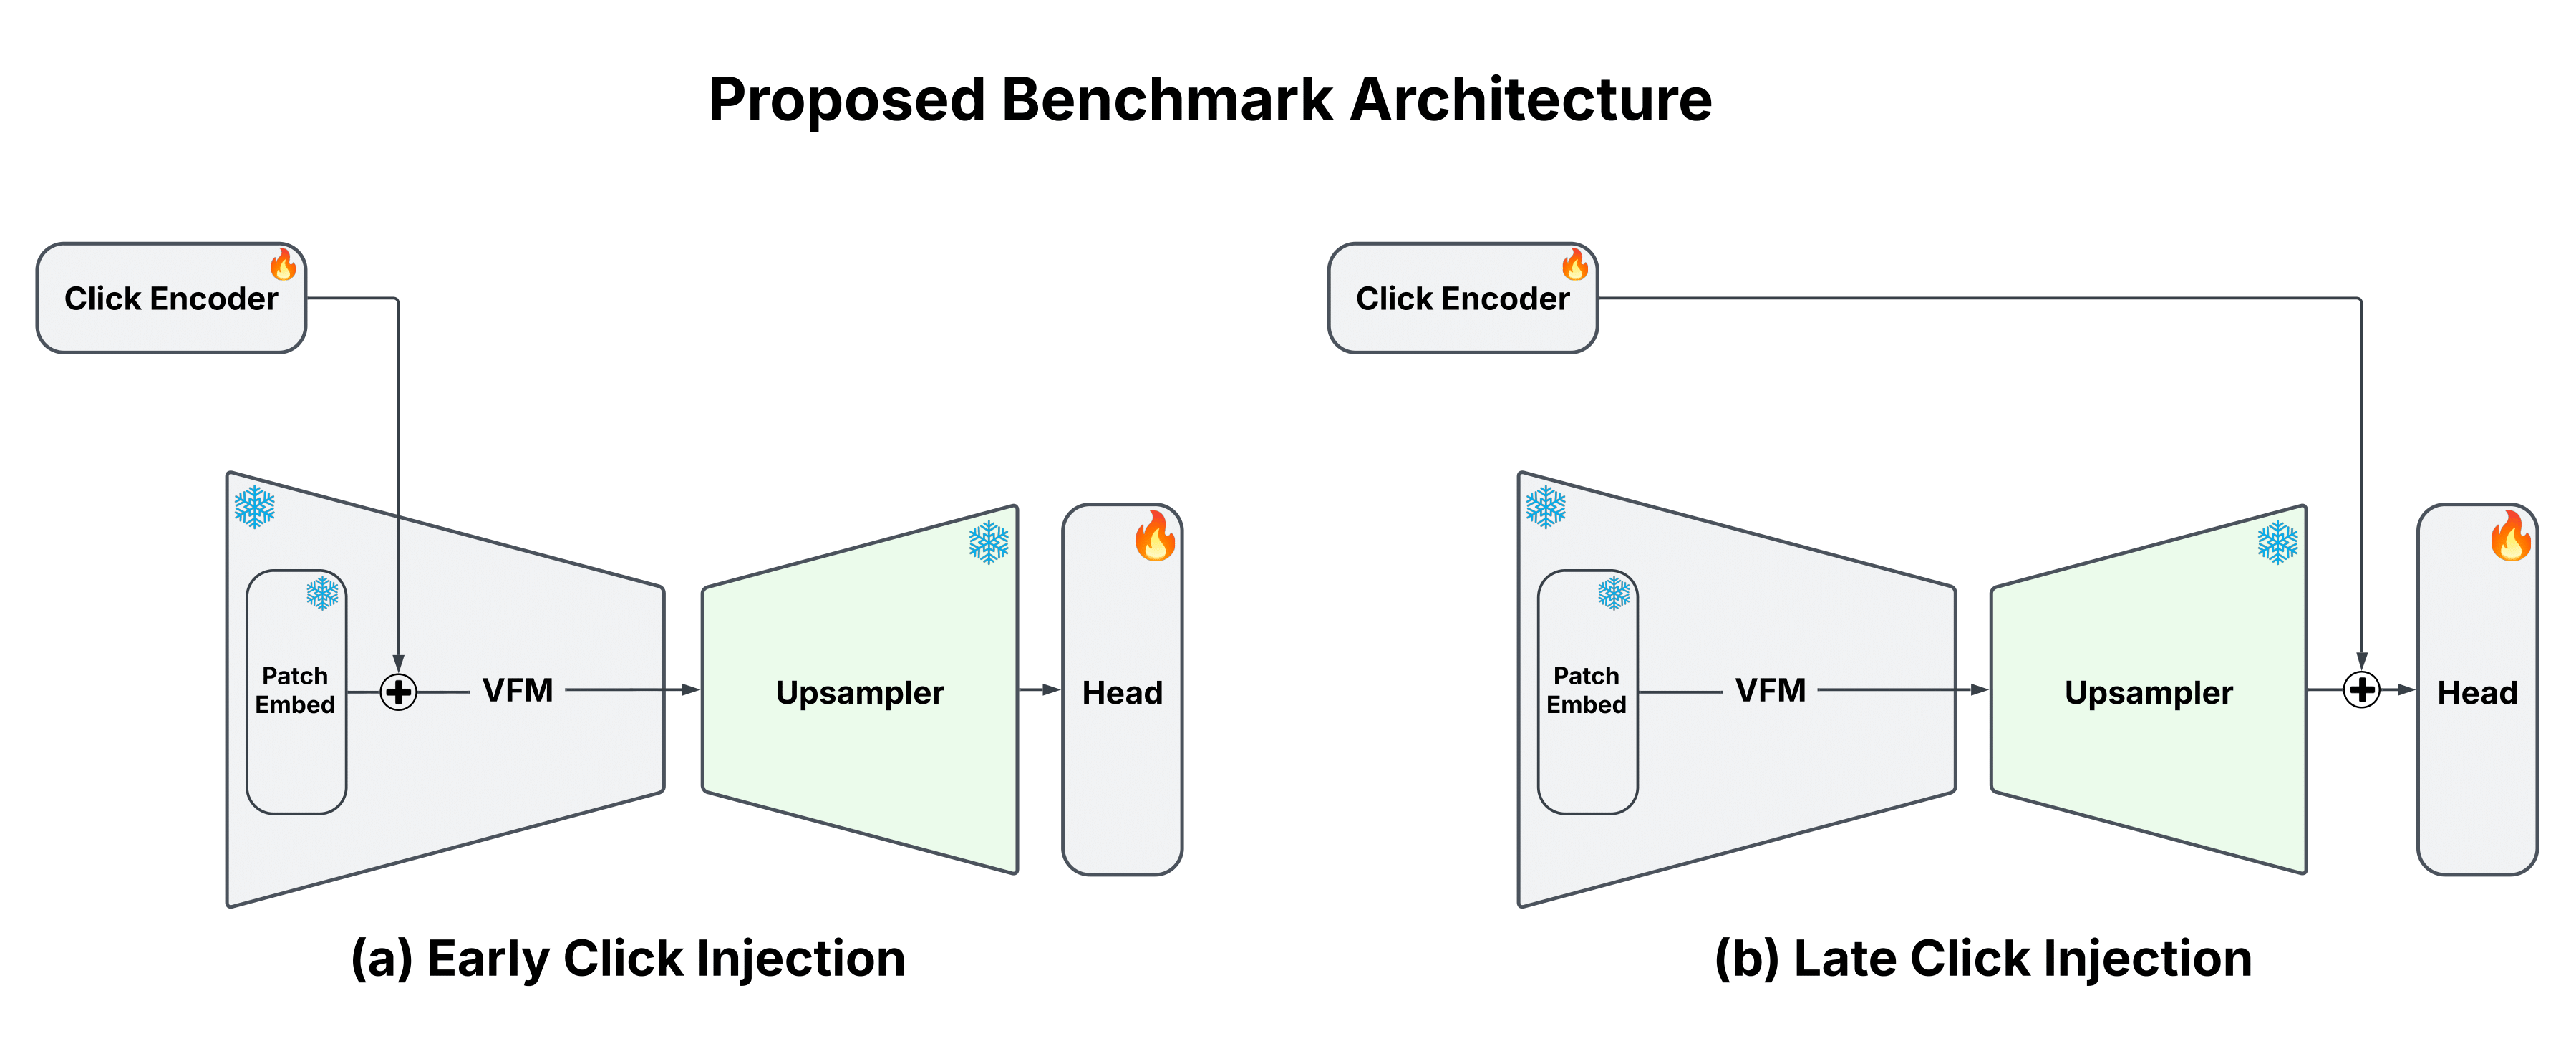 Proposed Benchmark Architecture
Click Encoder
Patch
Embed
VFM
Upsampler
Head
(a) Early Click Injection
Click Encoder
Patch
Embed
VFM
Upsampler
Head
(b) Late Click Injection